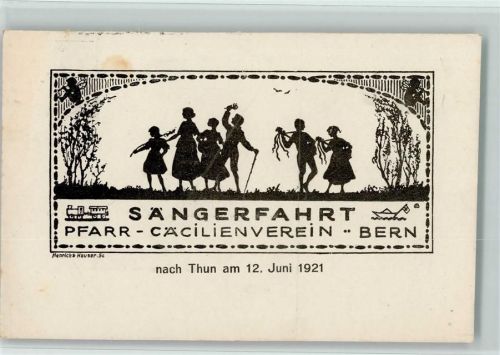 SÄNGERFAHRT
PFARR - CÄCILIENVEREIN - BERN
nach Thun am 12. Juni 1921